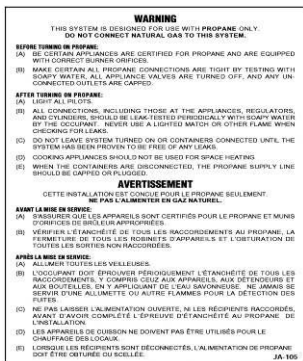 WARNING
THIS SYSTEM IS DESIGNED FOR USE WITH PROPANE ONLY.
DO NOT CONNECT NATURAL GAS TO THIS SYSTEM.
BEFORE TURNING ON PROPANE:
(A) BE CERTAIN APPLIANCES ARE CERTIFIED FOR PROPANE AND ARE EQUIPPED
WITH CORRECT BURNER ORIFICES.
(B) MAKE CERTAIN ALL PROPANE CONNECTIONS ARE TIGHT BY TESTING WITH
SOAPY WATER, ALL APPLIANCE VALVES ARE TURNED OFF, AND ANY UN-
CONNECTED OUTLETS ARE CAPPED.
AFTER TURNING ON PROPANE:
(A) LIGHT ALL PILOTS.
(B) ALL CONNECTIONS, INCLUDING THOSE AT THE APPLIANCES, REGULATORS,
AND CYLINDERS, SHOULD BE LEAK-TESTED PERIODICALLY WITH SOAPY WATER
BY THE OCCUPANT. NEVER USE A LIGHTED MATCH OR OTHER FLAME WHEN
CHECKING FOR LEAKS.
(C) DO NOT LEAVE SYSTEM TURNED ON OR CONTAINERS CONNECTED UNTIL THE
SYSTEM HAS BEEN PROVEN TO BE FREE OF ANY LEAKS.
(D) COOKING APPLIANCES SHOULD NOT BE USED FOR SPACE HEATING
(E) WHEN THE CONTAINERS ARE DISCONNECTED, THE PROPANE SUPPLY LINE
SHOULD BE CAPPED OR PLUGGED.
AVERTISSEMENT
CETTE INSTALLATION EST CONCUE POUR LE PROPANE SEULEMENT.
NE PAS L'ALIMENTER EN GAZ NATUREL.
AVANT LA MISE EN SERVICE:
(A) S'ASSURER QUE LES APPAREILS SONT CERTIFIÉS POUR LE PROPANE ET MUNIS
D'ORIFICES DE BRÛLEUR APPROPRIÉS.
(B) VÉRIFIER L'ÉTANCHÉITÉ DE TOUS LES RACCORDEMENTS AU PROPANE, LA
FERMETURE DE TOUS LES ROBINETS D'APPAREILS ET L'OBTURATION DE
TOUTES LES SORTIES NON RACCORDÉES.
APRÈS LA MISE EN SERVICE:
(A) ALLUMER TOUTES LES VEILLEUSES.
(B) L'OCCUPANT DOIT ÉPROUVER PÉRIODIQUEMENT L'ÉTANCHÉITÉ DE TOUS LES
RACCORDEMENTS, Y COMPRIS CEUX AUX APPAREILS, AUX DÉTENDEURS ET
AUX BOUTEILLES, EN Y APPLIQUANT DE L'EAU SAVONNEUSE. NE JAMAIS SE
SERVIR D'UNE ALLUMETTE OU AUTRE FLAMMES POUR LA DÉTECTION DES
FUITES.
(C) NE PAS LAISSER L'ALIMENTATION OUVERTE, NI LES RÉCIPIENTS RACCORDÉS,
AVANT D'AVOIR COMPLÉTÉ L'ÉPREUVE D'ÉTANCHÉITÉ AU PROPANE DE
L'INSTALLATION.
(D) LES APPAREILS DE CUISSON NE DOIVENT PAS ÊTRE UTILISÉS POUR LE
CHAUFFAGE DES LOCAUX.
(E) LORSQUE LES RÉCIPIENTS SONT DÉCONNECTÉS, L'ALIMENTATION DE PROPANE
DOIT ÊTRE OBTURÉE OU SCELLÉE.